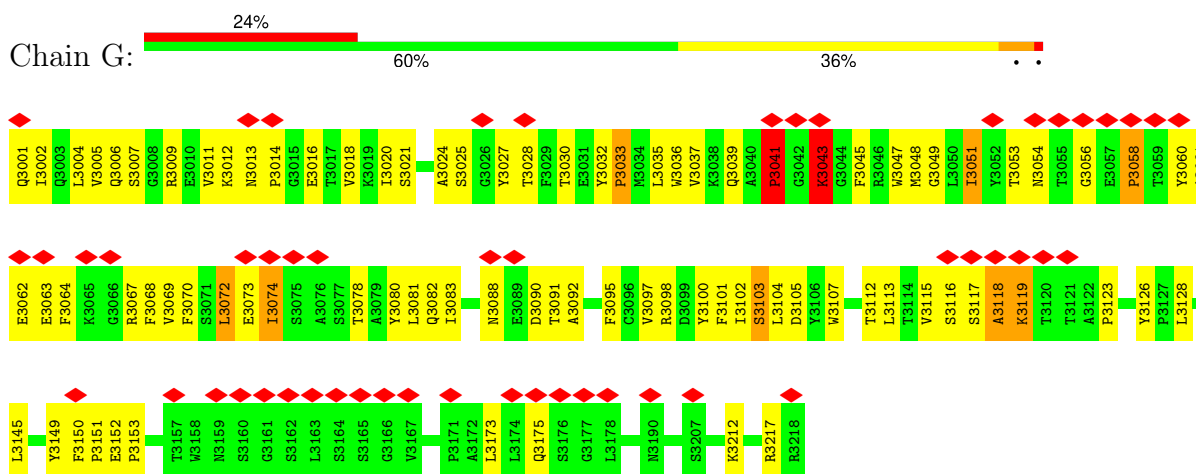 24%
Chain G:
60% 36% • •
Q3001 I3002 Q3003 L3004 V3005 Q3006 S3007 G3008 R3009 E3010 V3011 K3012 N3013 P3014 G3015 E3016 T3017 V3018 K3019 I3020 S3021 A3024 S3025 G3026 Y3027 T3028 F3029 T3030 E3031 Y3032 P3033 M3034 L3035 W3036 V3037 K3038 Q3039 A3040 P3041 G3042 K3043 G3044 F3045 R3046 W3047 M3048 G3049 L3050 I3051 Y3052 T3053 N3054 T3055 G3056 E3057 P3058 T3059 Y3060
E3062 E3063 F3064 K3065 G3066 R3067 F3068 V3069 F3070 S3071 L3072 E3073 I3074 S3075 A3076 S3077 T3078 A3079 Y3080 L3081 Q3082 I3083 N3088 E3089 D3090 T3091 A3092 F3095 C3096 V3097 R3098 D3099 Y3100 F3101 I3102 S3103 L3104 D3105 Y3106 W3107 T3112 L3113 T3114 V3115 S3116 S3117 A3118 K3119 T3120 T3121 A3122 P3123 Y3126 P3127 L3128
L3145 Y3149 F3150 P3151 E3152 P3153 T3157 W3158 N3159 S3160 G3161 S3162 L3163 S3164 S3165 G3166 V3167 P3171 A3172 L3173 L3174 Q3175 S3176 G3177 L3178 N3190 S3207 K3212 R3217 R3218